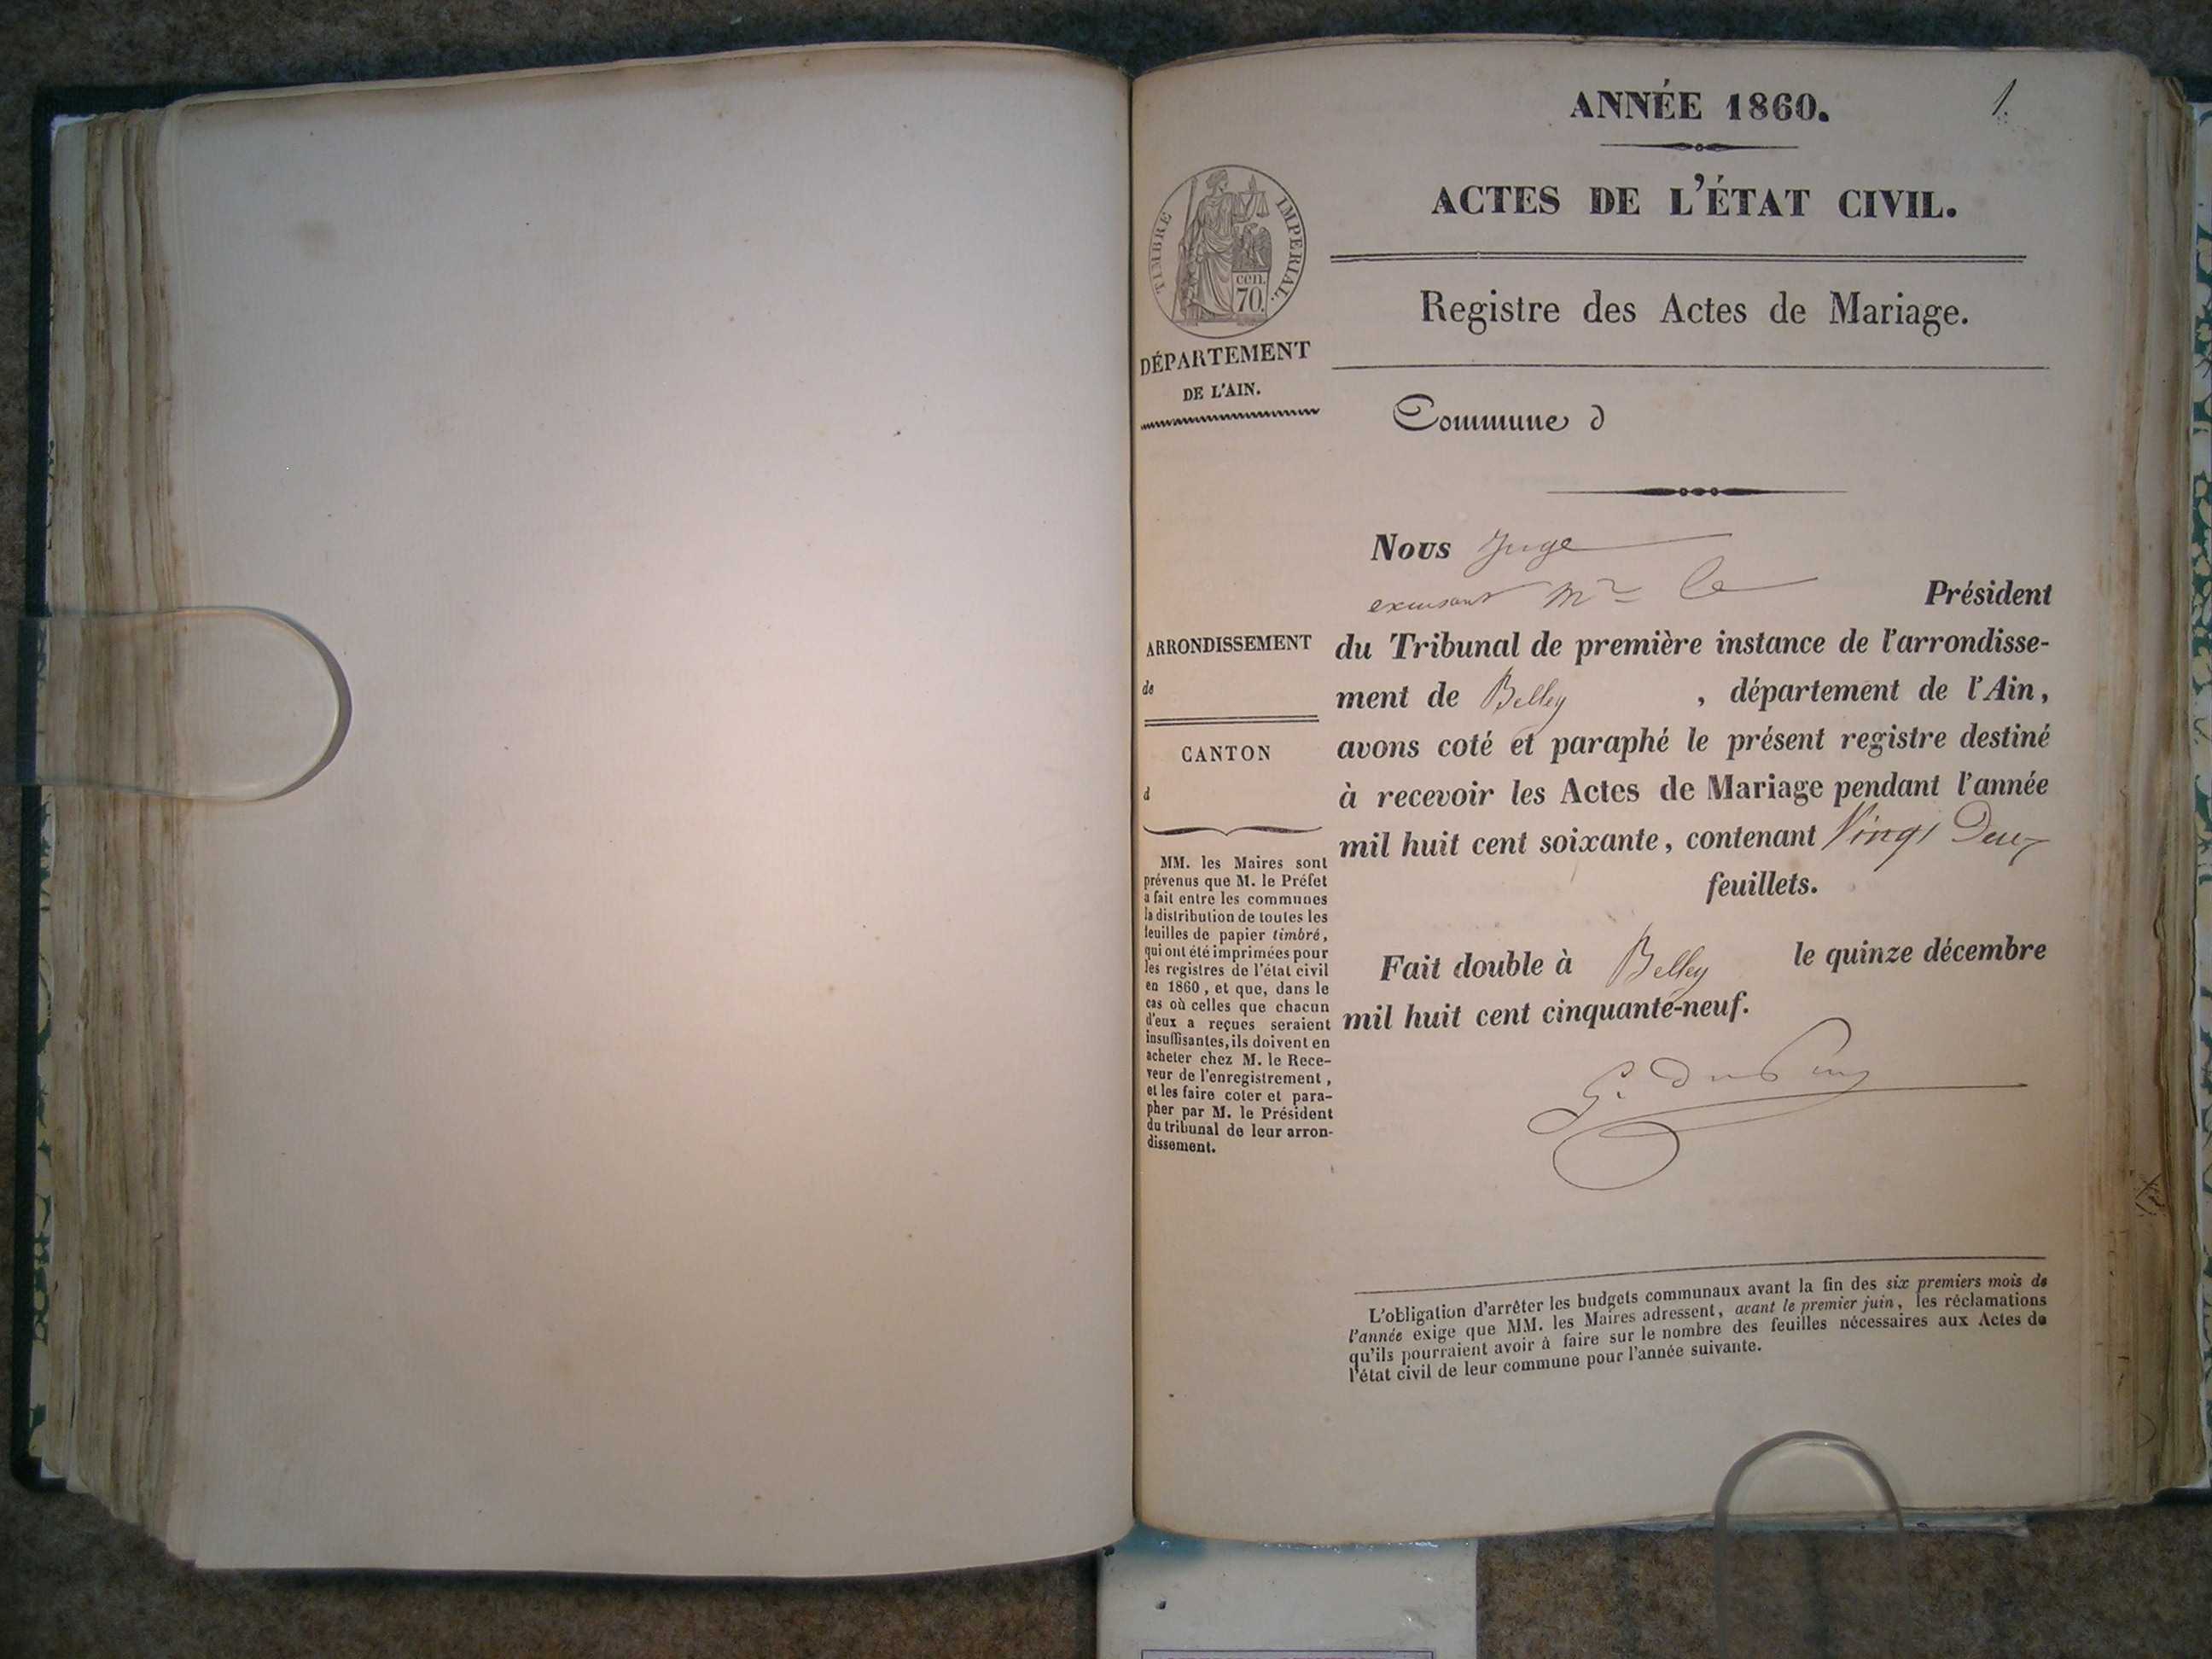 ANNÉE 1860.
1.
ACTES DE L'ÉTAT CIVIL.
TIMBRE IMPERIAL.
cen.
70.
Registre des Actes de Mariage.
DÉPARTEMENT
DE L'AIN.
Commune d
Nous Juge
excusant Mr le Président
ARRONDISSEMENT
de
CANTON
d
du Tribunal de première instance de l'arrondisse-
ment de Belley , département de l'Ain,
avons coté et paraphé le présent registre destiné
à recevoir les Actes de Mariage pendant l'année
mil huit cent soixante, contenant Vingt Deux
feuillets.
Fait double à Belley le quinze décembre
mil huit cent cinquante-neuf.
MM. les Maires sont
prévenus que M. le Préfet
a fait entre les communes
la distribution de toutes les
feuilles de papier timbré,
qui ont été imprimées pour
les registres de l'état civil
en 1860, et que, dans le
cas où celles que chacun
d'eux a reçues seraient
insuffisantes, ils doivent en
acheter chez M. le Rece-
veur de l'enregistrement,
et les faire coter et para-
pher par M. le Président
du tribunal de leur arron-
dissement.
L'obligation d'arrêter les budgets communaux avant la fin des six premiers mois de
l'année exige que MM. les Maires adressent, avant le premier juin, les réclamations
qu'ils pourraient avoir à faire sur le nombre des feuilles nécessaires aux Actes de
l'état civil de leur commune pour l'année suivante.